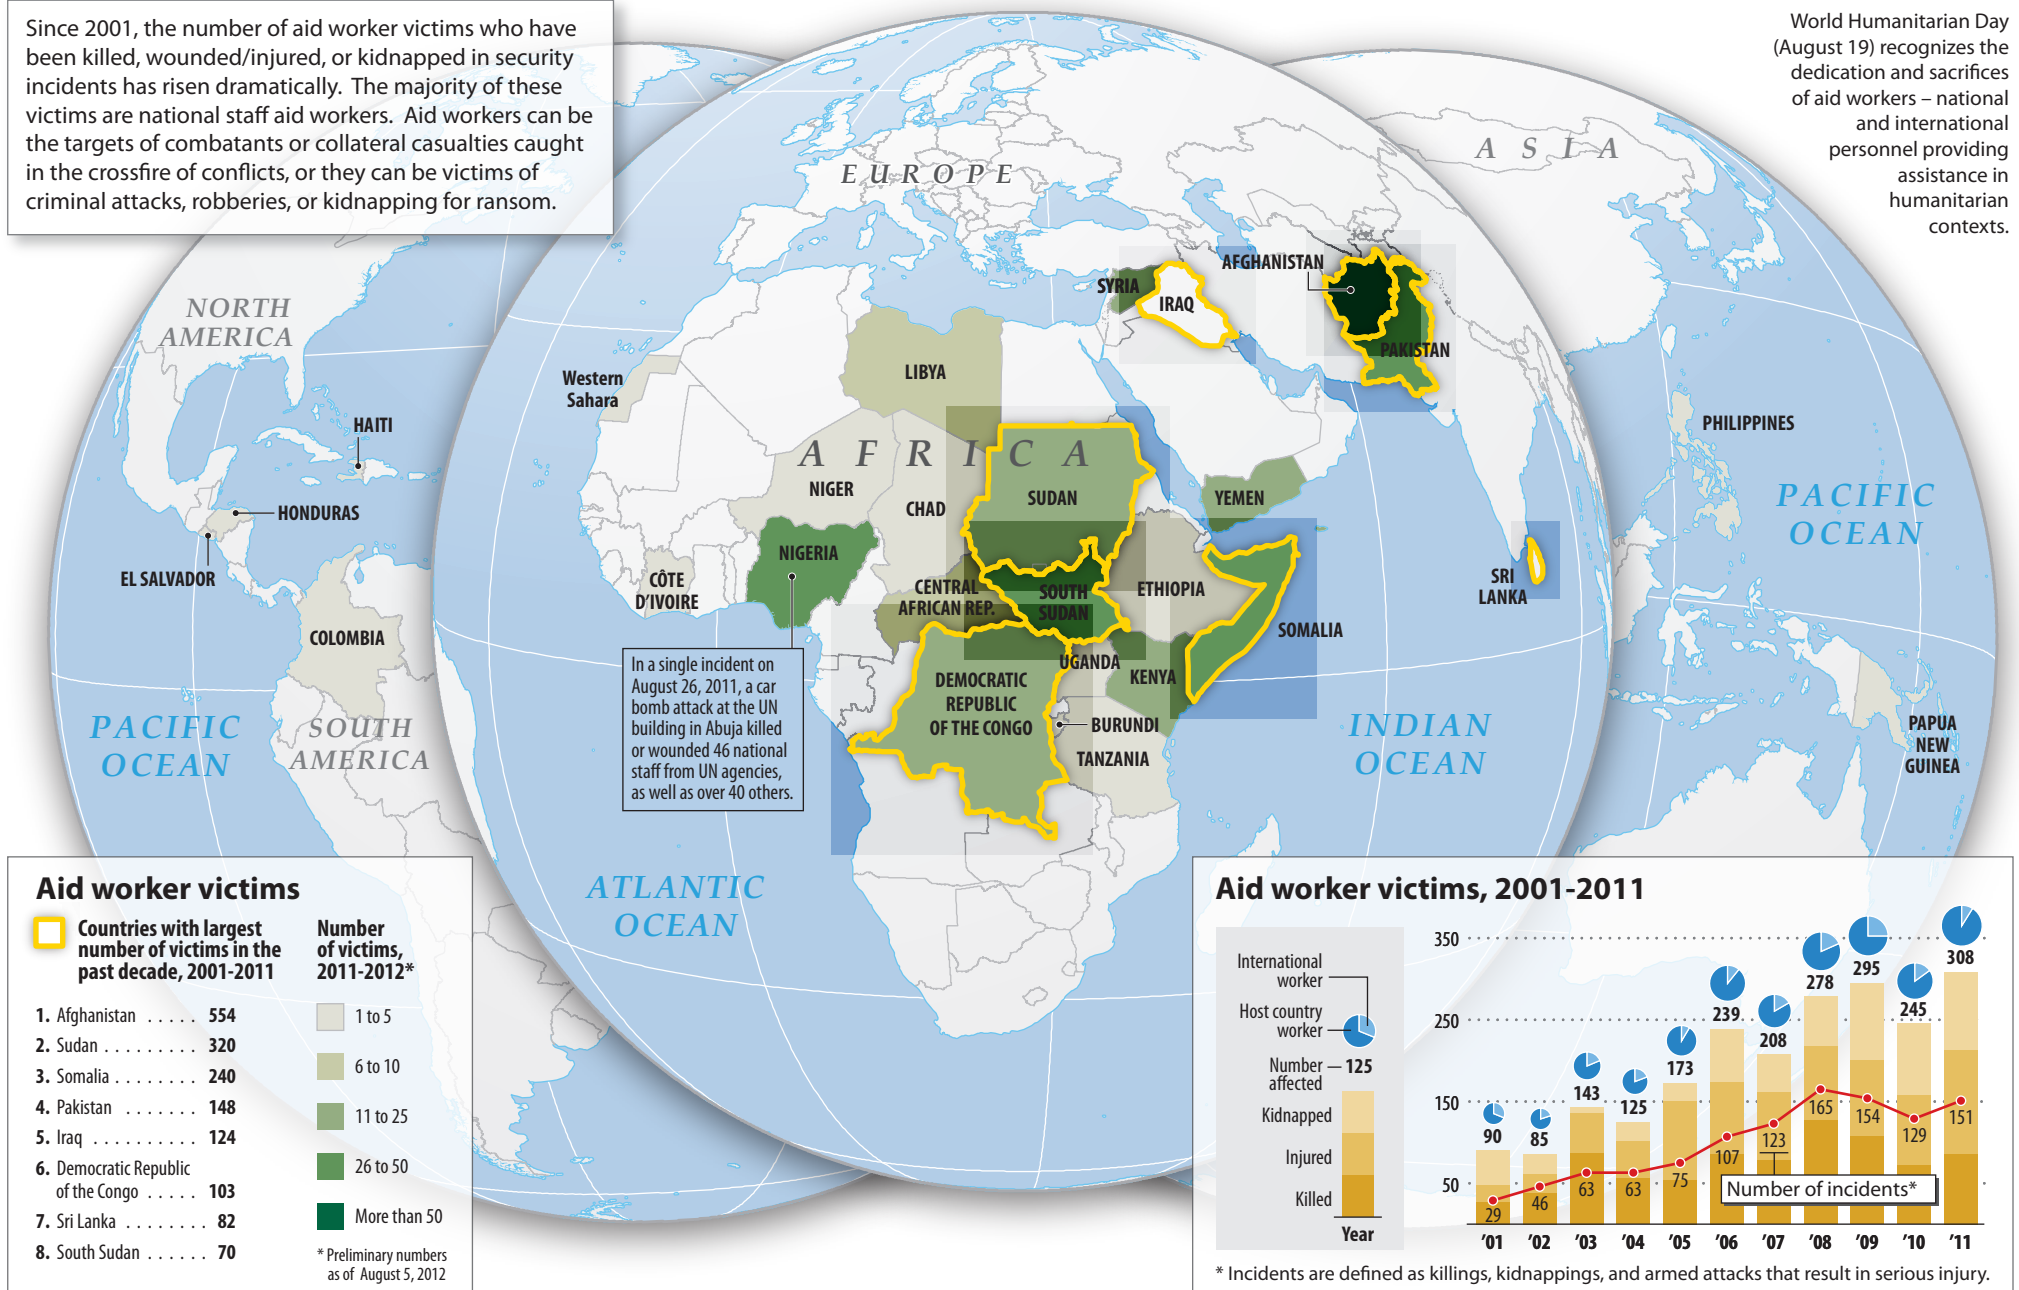 Since 2001, the number of aid worker victims who have
been killed, wounded/injured, or kidnapped in security
incidents has risen dramatically. The majority of these
victims are national staff aid workers. Aid workers can be
the targets of combatants or collateral casualties caught
in the crossfire of conflicts, or they can be victims of
criminal attacks, robberies, or kidnapping for ransom.
World Humanitarian Day
(August 19) recognizes the
dedication and sacrifices
of aid workers – national
and international
personnel providing
assistance in
humanitarian
contexts.
EUROPE
ASIA
NORTH
AMERICA
AFRICA
SOUTH
AMERICA
PACIFIC
OCEAN
ATLANTIC
OCEAN
INDIAN
OCEAN
PACIFIC
OCEAN
HAITI
HONDURAS
EL SALVADOR
COLOMBIA
Western
Sahara
LIBYA
NIGER
CHAD
NIGERIA
CÔTE
D'IVOIRE
CENTRAL
AFRICAN REP.
SUDAN
SOUTH
SUDAN
ETHIOPIA
SOMALIA
UGANDA
KENYA
DEMOCRATIC
REPUBLIC
OF THE CONGO
BURUNDI
TANZANIA
SYRIA
IRAQ
AFGHANISTAN
PAKISTAN
YEMEN
SRI
LANKA
PHILIPPINES
PAPUA
NEW
GUINEA
In a single incident on
August 26, 2011, a car
bomb attack at the UN
building in Abuja killed
or wounded 46 national
staff from UN agencies,
as well as over 40 others.
Aid worker victims
Countries with largest
number of victims in the
past decade, 2001-2011
1. Afghanistan . . . . . 554
2. Sudan . . . . . . . . . 320
3. Somalia . . . . . . . . 240
4. Pakistan . . . . . . . 148
5. Iraq . . . . . . . . . . 124
6. Democratic Republic
of the Congo . . . . . 103
7. Sri Lanka . . . . . . . . 82
8. South Sudan . . . . . . 70
Number
of victims,
2011-2012*
1 to 5
6 to 10
11 to 25
26 to 50
More than 50
* Preliminary numbers
as of August 5, 2012
Aid worker victims, 2001-2011
International
worker
Host country
worker
Number
affected
125
Kidnapped
Injured
Killed
Year
350
250
150
50
90
85
143
125
173
239
208
278
295
245
308
29
46
63
63
75
107
123
165
154
129
151
Number of incidents*
'01 '02 '03 '04 '05 '06 '07 '08 '09 '10 '11
* Incidents are defined as killings, kidnappings, and armed attacks that result in serious injury.